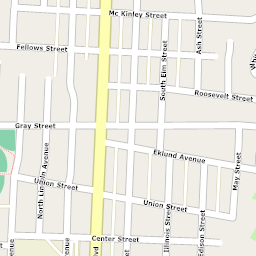 Mc Kinley Street
Ash Street
Fellows Street
South Elm Street
Roosevelt Street
Gray Street
Eklund Avenue
May Street
North Lincoln Avenue
Union Street
Union Street
Center Street
Illinois Street
Edison Street